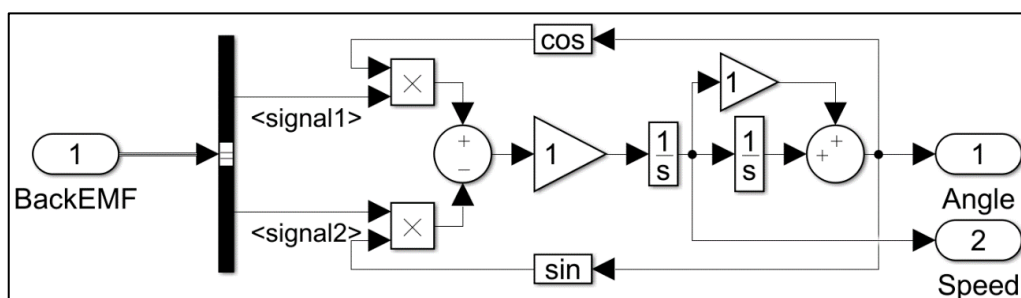 cos
1
×
<signal1>
1
BackEMF
+
−
1
1
s
1
s
+
+
1
Angle
<signal2>
×
2
Speed
sin